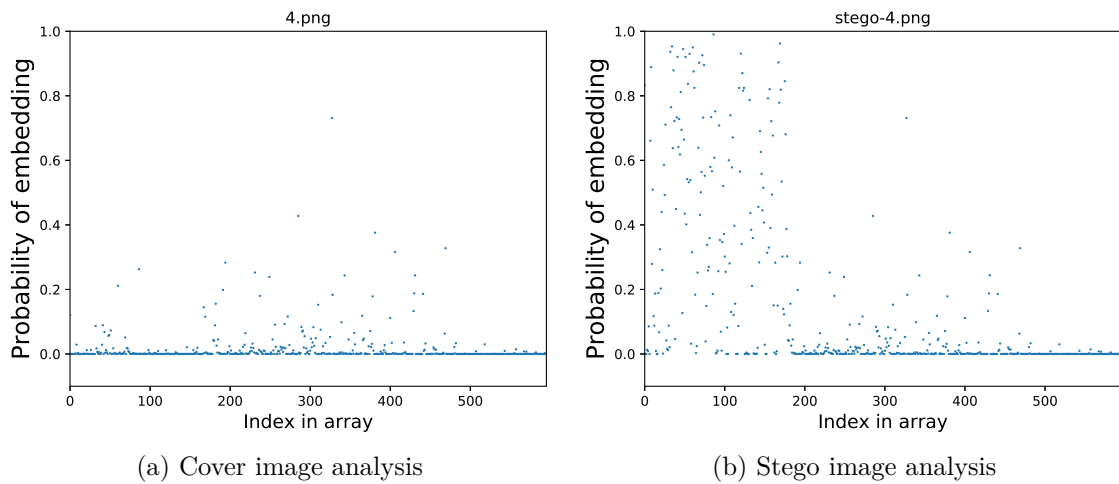 4.png
1.0
0.8
0.6
0.4
0.2
0.0
Probability of embedding
0 100 200 300 400 500
Index in array
(a) Cover image analysis
stego-4.png
1.0
0.8
0.6
0.4
0.2
0.0
Probability of embedding
0 100 200 300 400 500
Index in array
(b) Stego image analysis